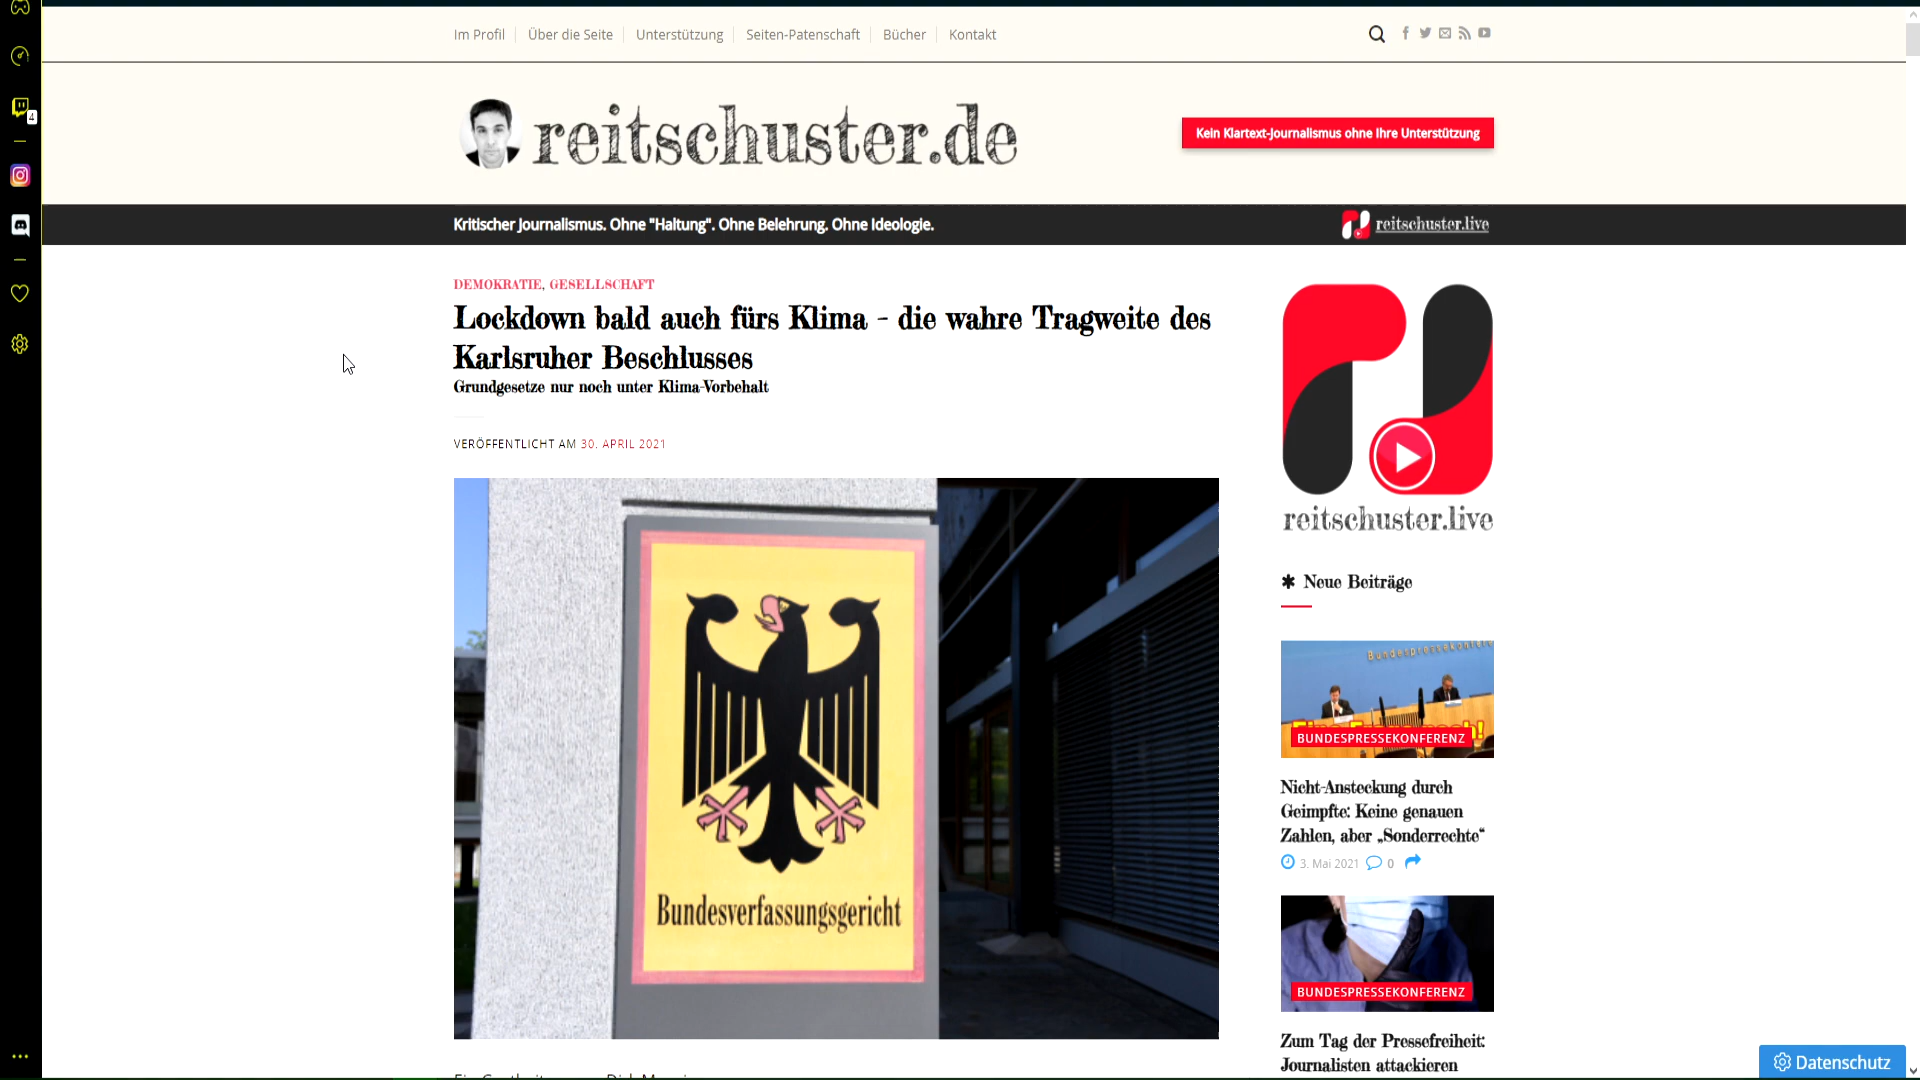 Im Profil
Über die Seite
Unterstützung
Seiten-Patenschaft
Bücher
Kontakt
reitschuster.de
Kein Klartext-Journalismus ohne Ihre Unterstützung
4
Kritischer Journalismus. Ohne "Haltung". Ohne Belehrung. Ohne Ideologie.
reitschuster.live
DEMOKRATIE, GESELLSCHAFT
Lockdown bald auch fürs Klima – die wahre Tragweite des
Karlsruher Beschlusses
Grundgesetze nur noch unter Klima-Vorbehalt
VERÖFFENTLICHT AM 30. APRIL 2021
Bundesverfassungsgericht
reitschuster.live
✱ Neue Beiträge
BUNDESPRESSEKONFERENZ
Nicht-Ansteckung durch
Geimpfte: Keine genauen
Zahlen, aber „Sonderrechte“
3. Mai 2021
0
BUNDESPRESSEKONFERENZ
Zum Tag der Pressefreiheit:
Journalisten attackieren
Datenschutz